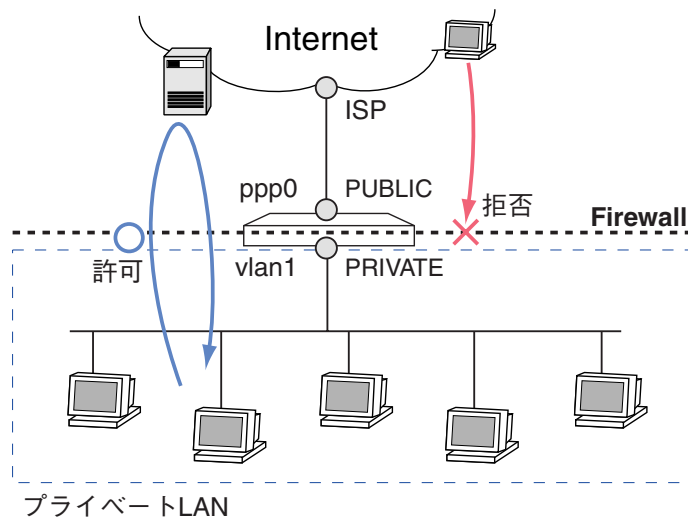 Internet
ISP
ppp0 PUBLIC
拒否
Firewall
許可
vlan1 PRIVATE
プライベートLAN